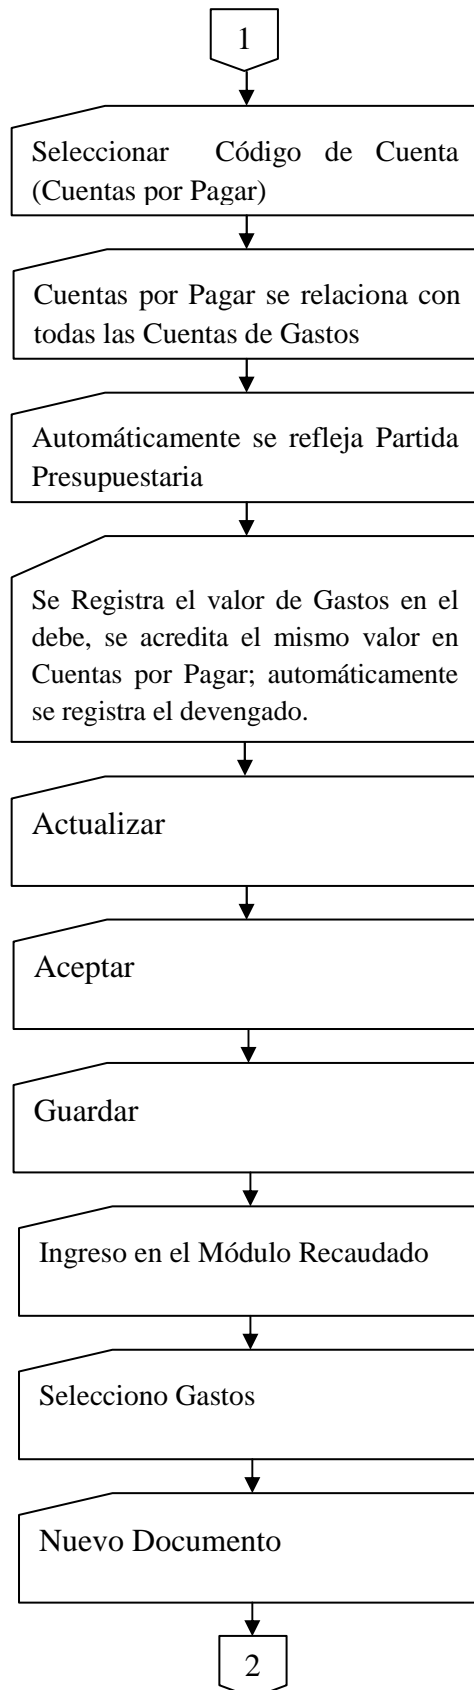 1
Seleccionar Código de Cuenta
(Cuentas por Pagar)
Cuentas por Pagar se relaciona con
todas las Cuentas de Gastos
Automáticamente se refleja Partida
Presupuestaria
Se Registra el valor de Gastos en el
debe, se acredita el mismo valor en
Cuentas por Pagar; automáticamente
se registra el devengado.
Actualizar
Aceptar
Guardar
Ingreso en el Módulo Recaudado
Selecciono Gastos
Nuevo Documento
2